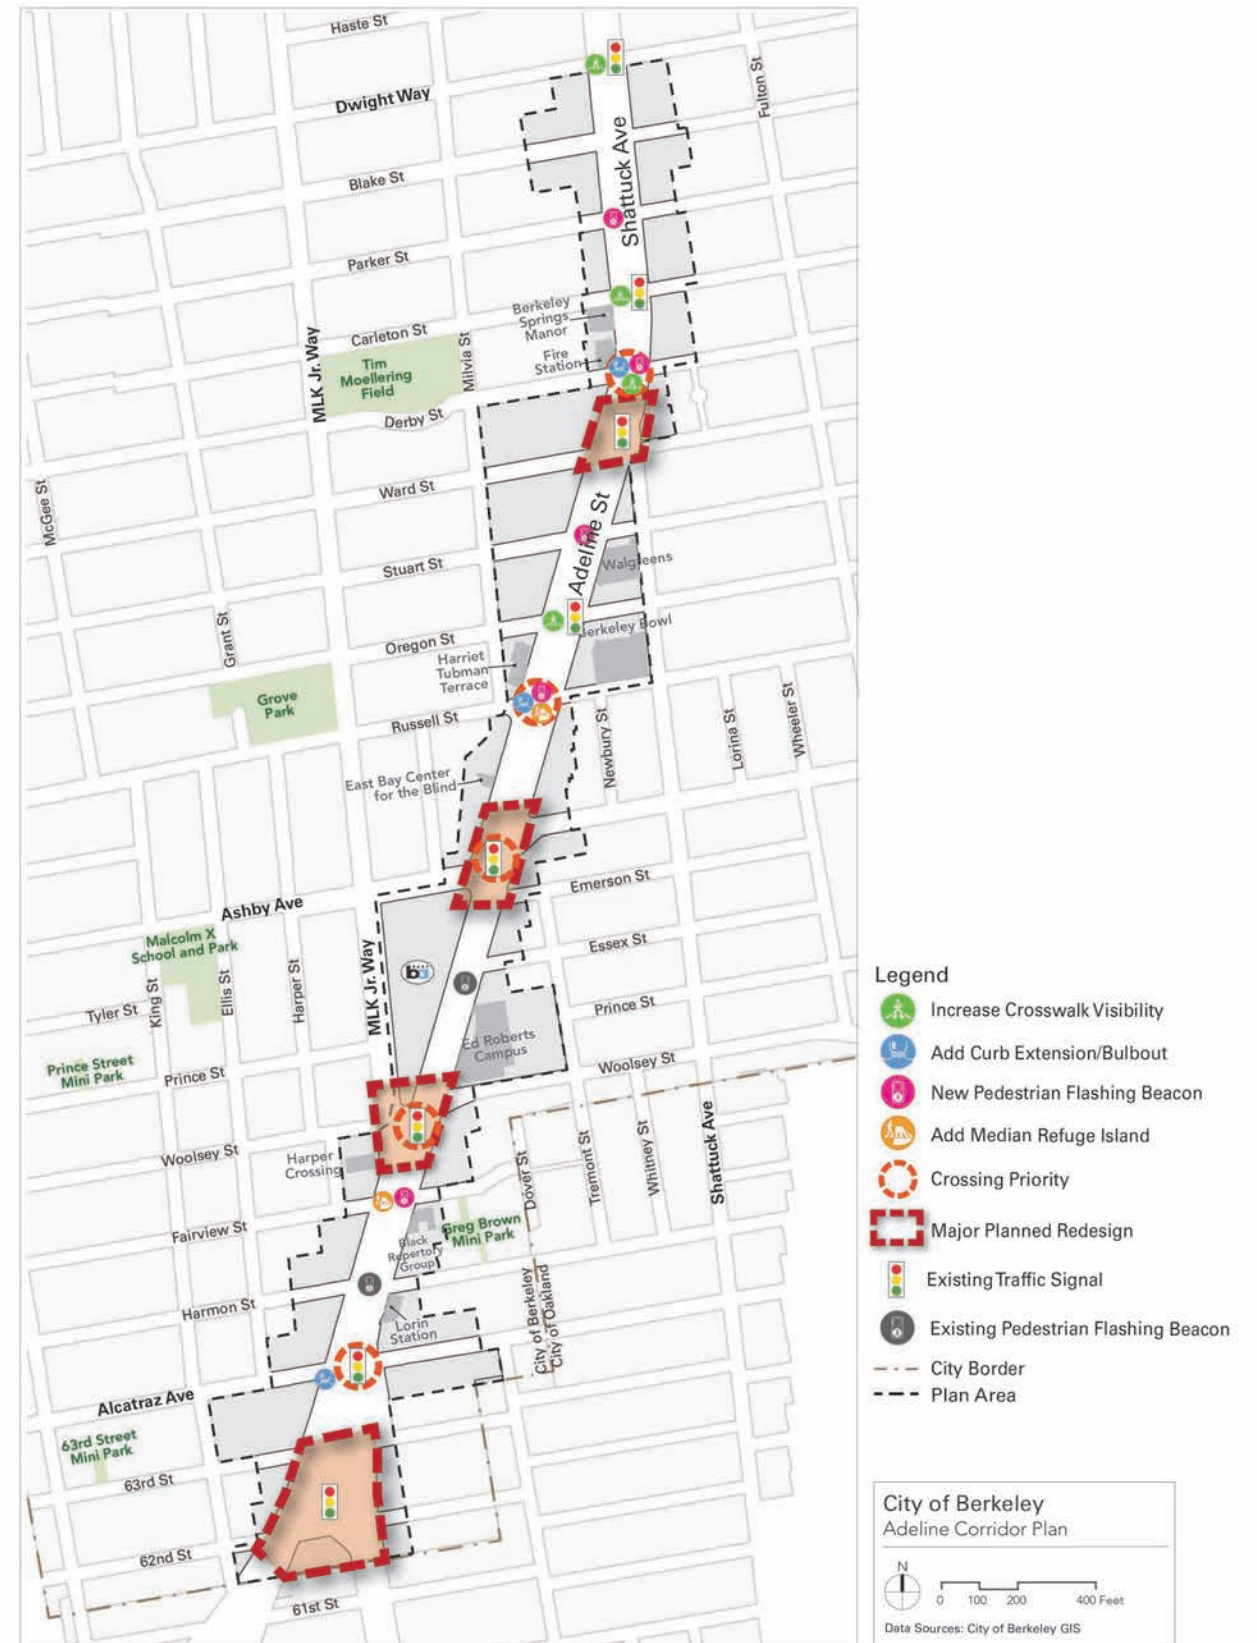 Haste St
Dwight Way
Fulton St
Shattuck Ave
Blake St
Parker St
Berkeley
Springs
Manor
Carleton St
Fire
Station
MLK Jr. Way
Tim
Moellering
Field
Milvia St
Derby St
McGee St
Ward St
Adeline St
Stuart St
Walgreens
Grant St
Oregon St
Berkeley Bowl
Harriet
Tubman
Terrace
Grove
Park
Russell St
Newbury St
Lorina St
Wheeler St
East Bay Center
for the Blind
Emerson St
Ashby Ave
Malcolm X
School and Park
Essex St
MLK Jr. Way
King St
Ellis St
Harper St
Tyler St
Prince St
Ed Roberts
Campus
Prince Street
Mini Park
Prince St
Woolsey St
Woolsey St
Harper
Crossing
Dover St
Tremont St
Whitney St
Shattuck Ave
Fairview St
Greg Brown
Mini Park
Black
Repertory
Group
Harmon St
Lorin
Station
City of Berkeley
City of Oakland
Alcatraz Ave
63rd Street
Mini Park
63rd St
62nd St
61st St
Legend
Increase Crosswalk Visibility
Add Curb Extension/Bulbout
New Pedestrian Flashing Beacon
Add Median Refuge Island
Crossing Priority
Major Planned Redesign
Existing Traffic Signal
Existing Pedestrian Flashing Beacon
City Border
Plan Area
City of Berkeley
Adeline Corridor Plan
N
0 100 200 400 Feet
Data Sources: City of Berkeley GIS